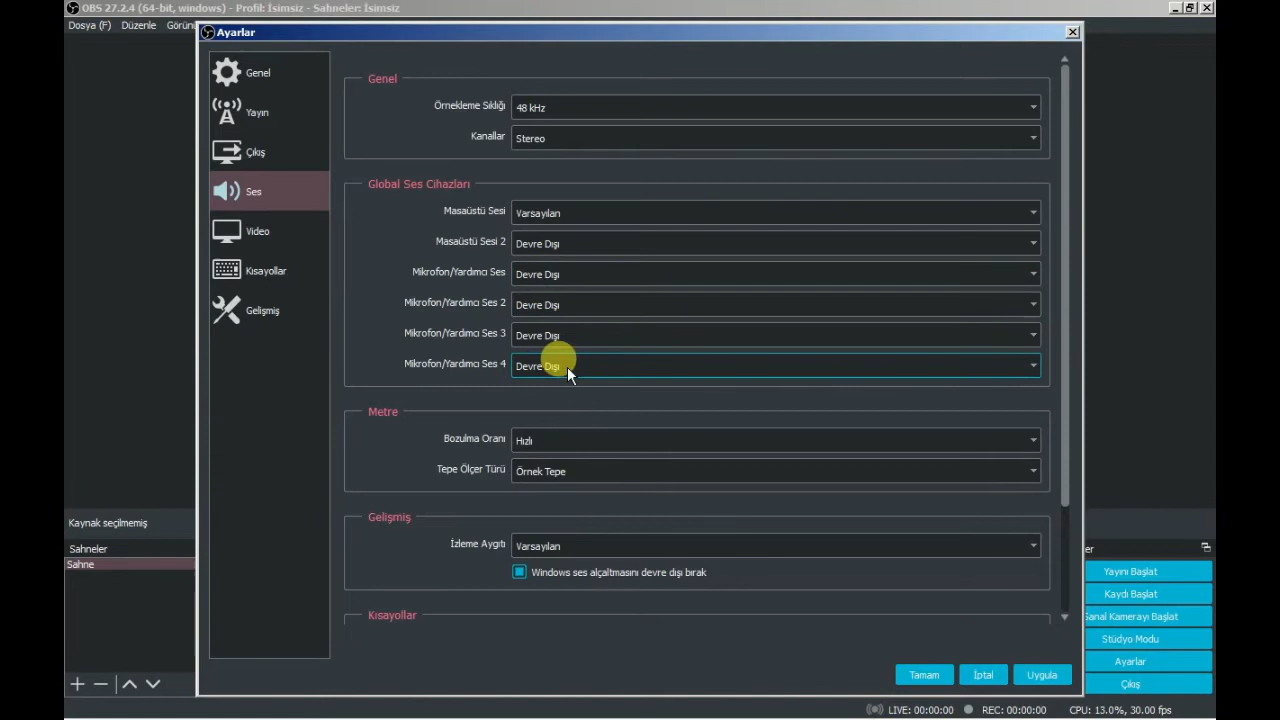 OBS 27.2.4 (64-bit, windows) - Profil: İsimsiz - Sahneler: İsimsiz
Dosya (F) Düzenle Görünü
Ayarlar
Genel
Yayın
Çıkış
Ses
Video
Kısayollar
Gelişmiş
Genel
Örnekleme Sıklığı 48 kHz
Kanallar Stereo
Global Ses Cihazları
Masaüstü Sesi Varsayılan
Masaüstü Sesi 2 Devre Dışı
Mikrofon/Yardımcı Ses Devre Dışı
Mikrofon/Yardımcı Ses 2 Devre Dışı
Mikrofon/Yardımcı Ses 3 Devre Dışı
Mikrofon/Yardımcı Ses 4 Devre Dışı
Metre
Bozulma Oranı Hızlı
Tepe Ölçer Türü Örnek Tepe
Gelişmiş
İzleme Aygıtı Varsayılan
Windows ses alçaltmasını devre dışı bırak
Kısayollar
Tamam İptal Uygula
Kaynak seçilmemiş
Sahneler
Sahne
er
Yayını Başlat
Kaydı Başlat
Sanal Kamerayı Başlat
Stüdyo Modu
Ayarlar
Çıkış
LIVE: 00:00:00 REC: 00:00:00 CPU: 13.0%, 30.00 fps